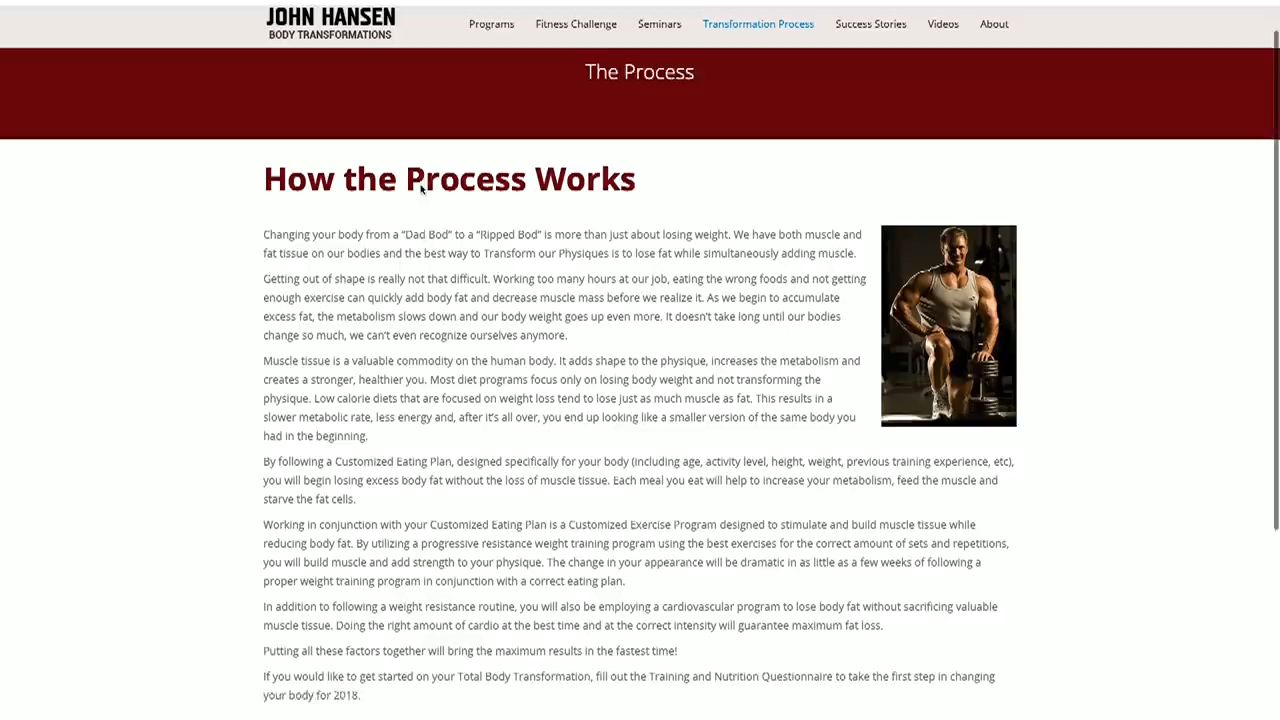 JOHN HANSEN
BODY TRANSFORMATIONS
Programs Fitness Challenge Seminars Transformation Process Success Stories Videos About
The Process
How the Process Works
Changing your body from a “Dad Bod” to a “Ripped Bod” is more than just about losing weight. We have both muscle and
fat tissue on our bodies and the best way to Transform our Physiques is to lose fat while simultaneously adding muscle.
Getting out of shape is really not that difficult. Working too many hours at our job, eating the wrong foods and not getting
enough exercise can quickly add body fat and decrease muscle mass before we realize it. As we begin to accumulate
excess fat, the metabolism slows down and our body weight goes up even more. It doesn’t take long until our bodies
change so much, we can’t even recognize ourselves anymore.
Muscle tissue is a valuable commodity on the human body. It adds shape to the physique, increases the metabolism and
creates a stronger, healthier you. Most diet programs focus only on losing body weight and not transforming the
physique. Low calorie diets that are focused on weight loss tend to lose just as much muscle as fat. This results in a
slower metabolic rate, less energy and, after it’s all over, you end up looking like a smaller version of the same body you
had in the beginning.
By following a Customized Eating Plan, designed specifically for your body (including age, activity level, height, weight, previous training experience, etc),
you will begin losing excess body fat without the loss of muscle tissue. Each meal you eat will help to increase your metabolism, feed the muscle and
starve the fat cells.
Working in conjunction with your Customized Eating Plan is a Customized Exercise Program designed to stimulate and build muscle tissue while
reducing body fat. By utilizing a progressive resistance weight training program using the best exercises for the correct amount of sets and repetitions,
you will build muscle and add strength to your physique. The change in your appearance will be dramatic in as little as a few weeks of following a
proper weight training program in conjunction with a correct eating plan.
In addition to following a weight resistance routine, you will also be employing a cardiovascular program to lose body fat without sacrificing valuable
muscle tissue. Doing the right amount of cardio at the best time and at the correct intensity will guarantee maximum fat loss.
Putting all these factors together will bring the maximum results in the fastest time!
If you would like to get started on your Total Body Transformation, fill out the Training and Nutrition Questionnaire to take the first step in changing
your body for 2018.